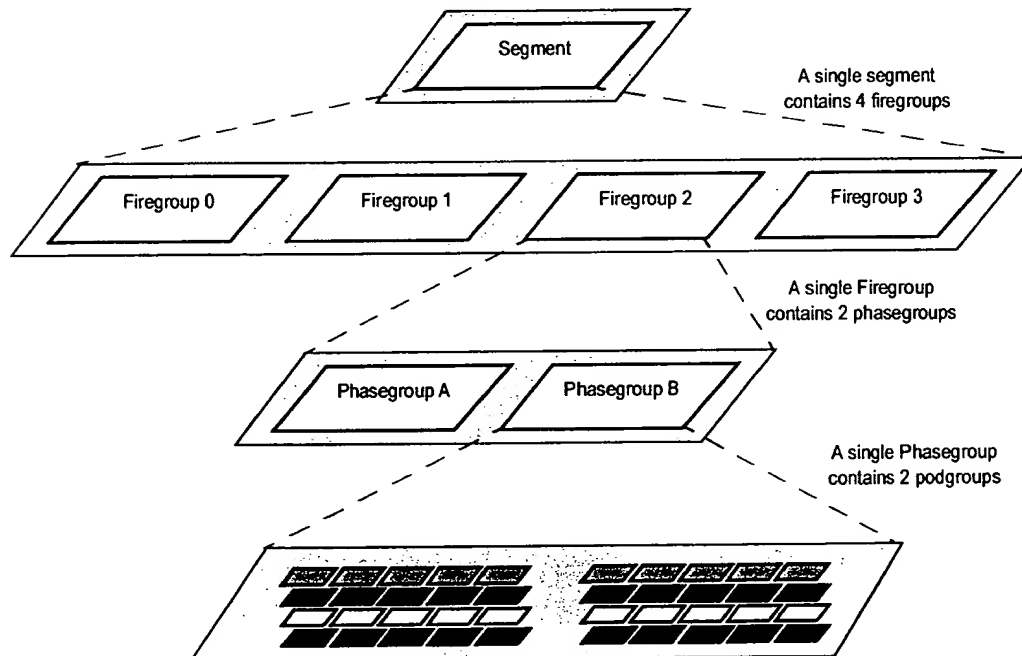 Segment
A single segment
contains 4 firegroups
Firegroup 0
Firegroup 1
Firegroup 2
Firegroup 3
A single Firegroup
contains 2 phasegroups
Phasegroup A
Phasegroup B
A single Phasegroup
contains 2 podgroups